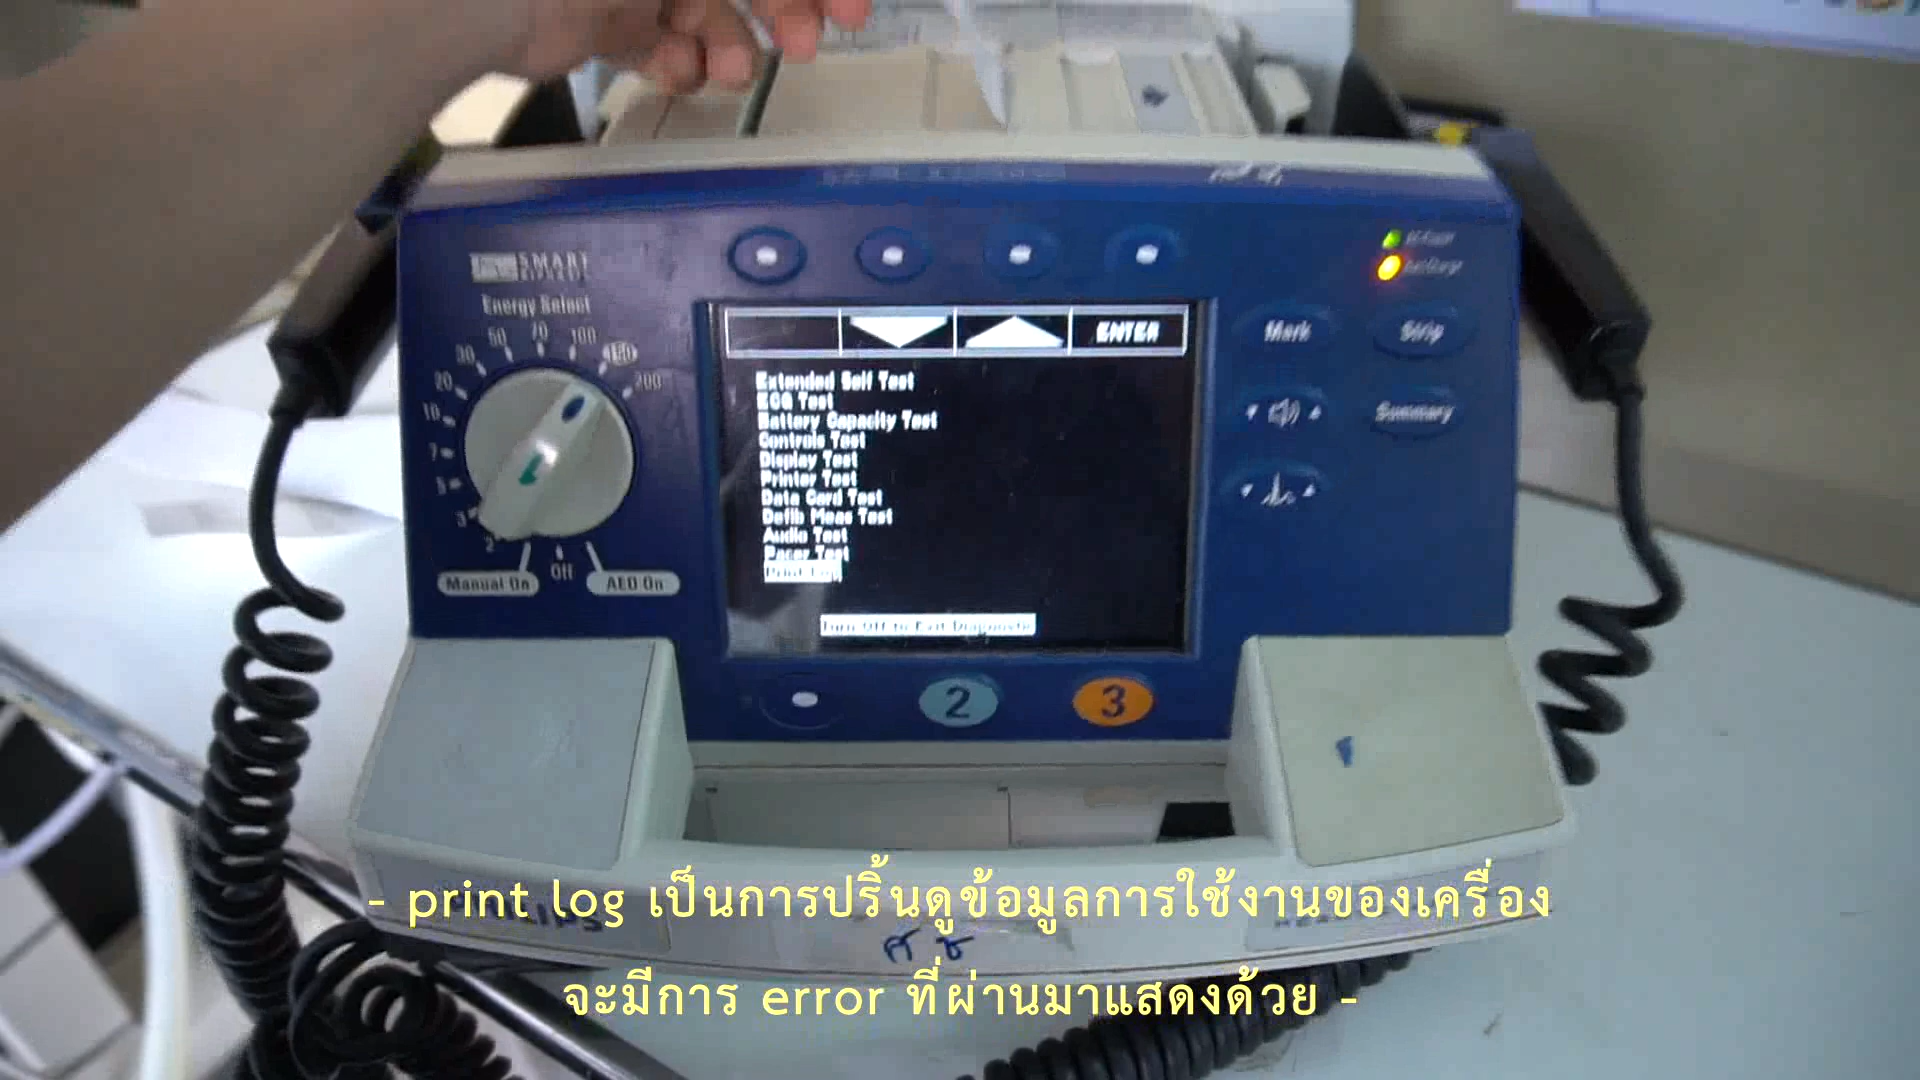 SMART
Energy Select
2
3
5
7
10
20
30
50
70
100
150
200
Manual On
Off
AED On
ENTER
Extended Self Test
ECG Test
Battery Capacity Test
Controls Test
Display Test
Printer Test
Data Card Test
Defib Meas Test
Audio Test
Pacer Test
Print Log
Turn Off to Exit Diagnostic
Mark
Strip
Summary
2
3
PHILIPS
ศ ช
- print log เป็นการปริ้นดูข้อมูลการใช้งานของเครื่อง
จะมีการ error ที่ผ่านมาแสดงด้วย -